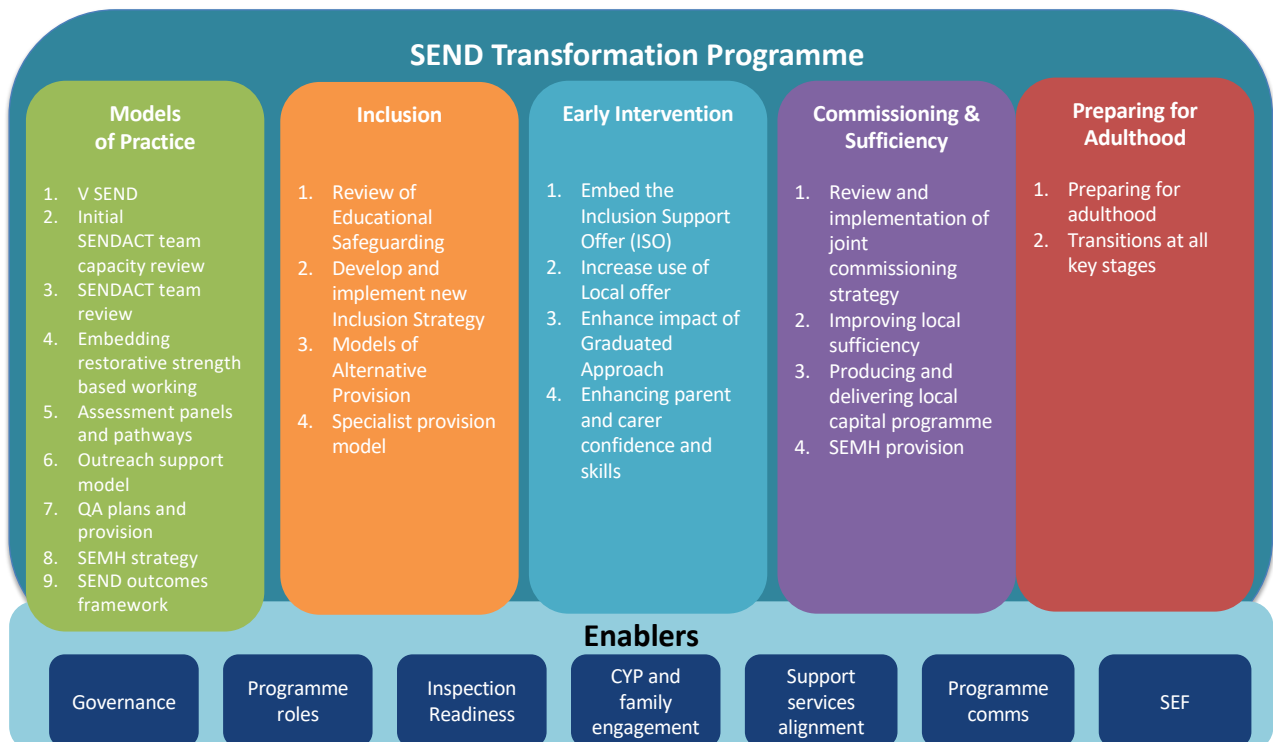 SEND Transformation Programme
Models
of Practice
1. V SEND
2. Initial
SENDACT team
capacity review
3. SENDACT team
review
4. Embedding
restorative strength
based working
5. Assessment panels
and pathways
6. Outreach support
model
7. QA plans and
provision
8. SEMH strategy
9. SEND outcomes
framework
Inclusion
1. Review of
Educational
Safeguarding
2. Develop and
implement new
Inclusion Strategy
3. Models of
Alternative
Provision
4. Specialist provision
model
Early Intervention
1. Embed the
Inclusion Support
Offer (ISO)
2. Increase use of
Local offer
3. Enhance impact of
Graduated
Approach
4. Enhancing parent
and carer
confidence and
skills
Commissioning &
Sufficiency
1. Review and
implementation of
joint
commissioning
strategy
2. Improving local
sufficiency
3. Producing and
delivering local
capital programme
4. SEMH provision
Preparing for
Adulthood
1. Preparing for
adulthood
2. Transitions at all
key stages
Enablers
Governance
Programme
roles
Inspection
Readiness
CYP and
family
engagement
Support
services
alignment
Programme
comms
SEF